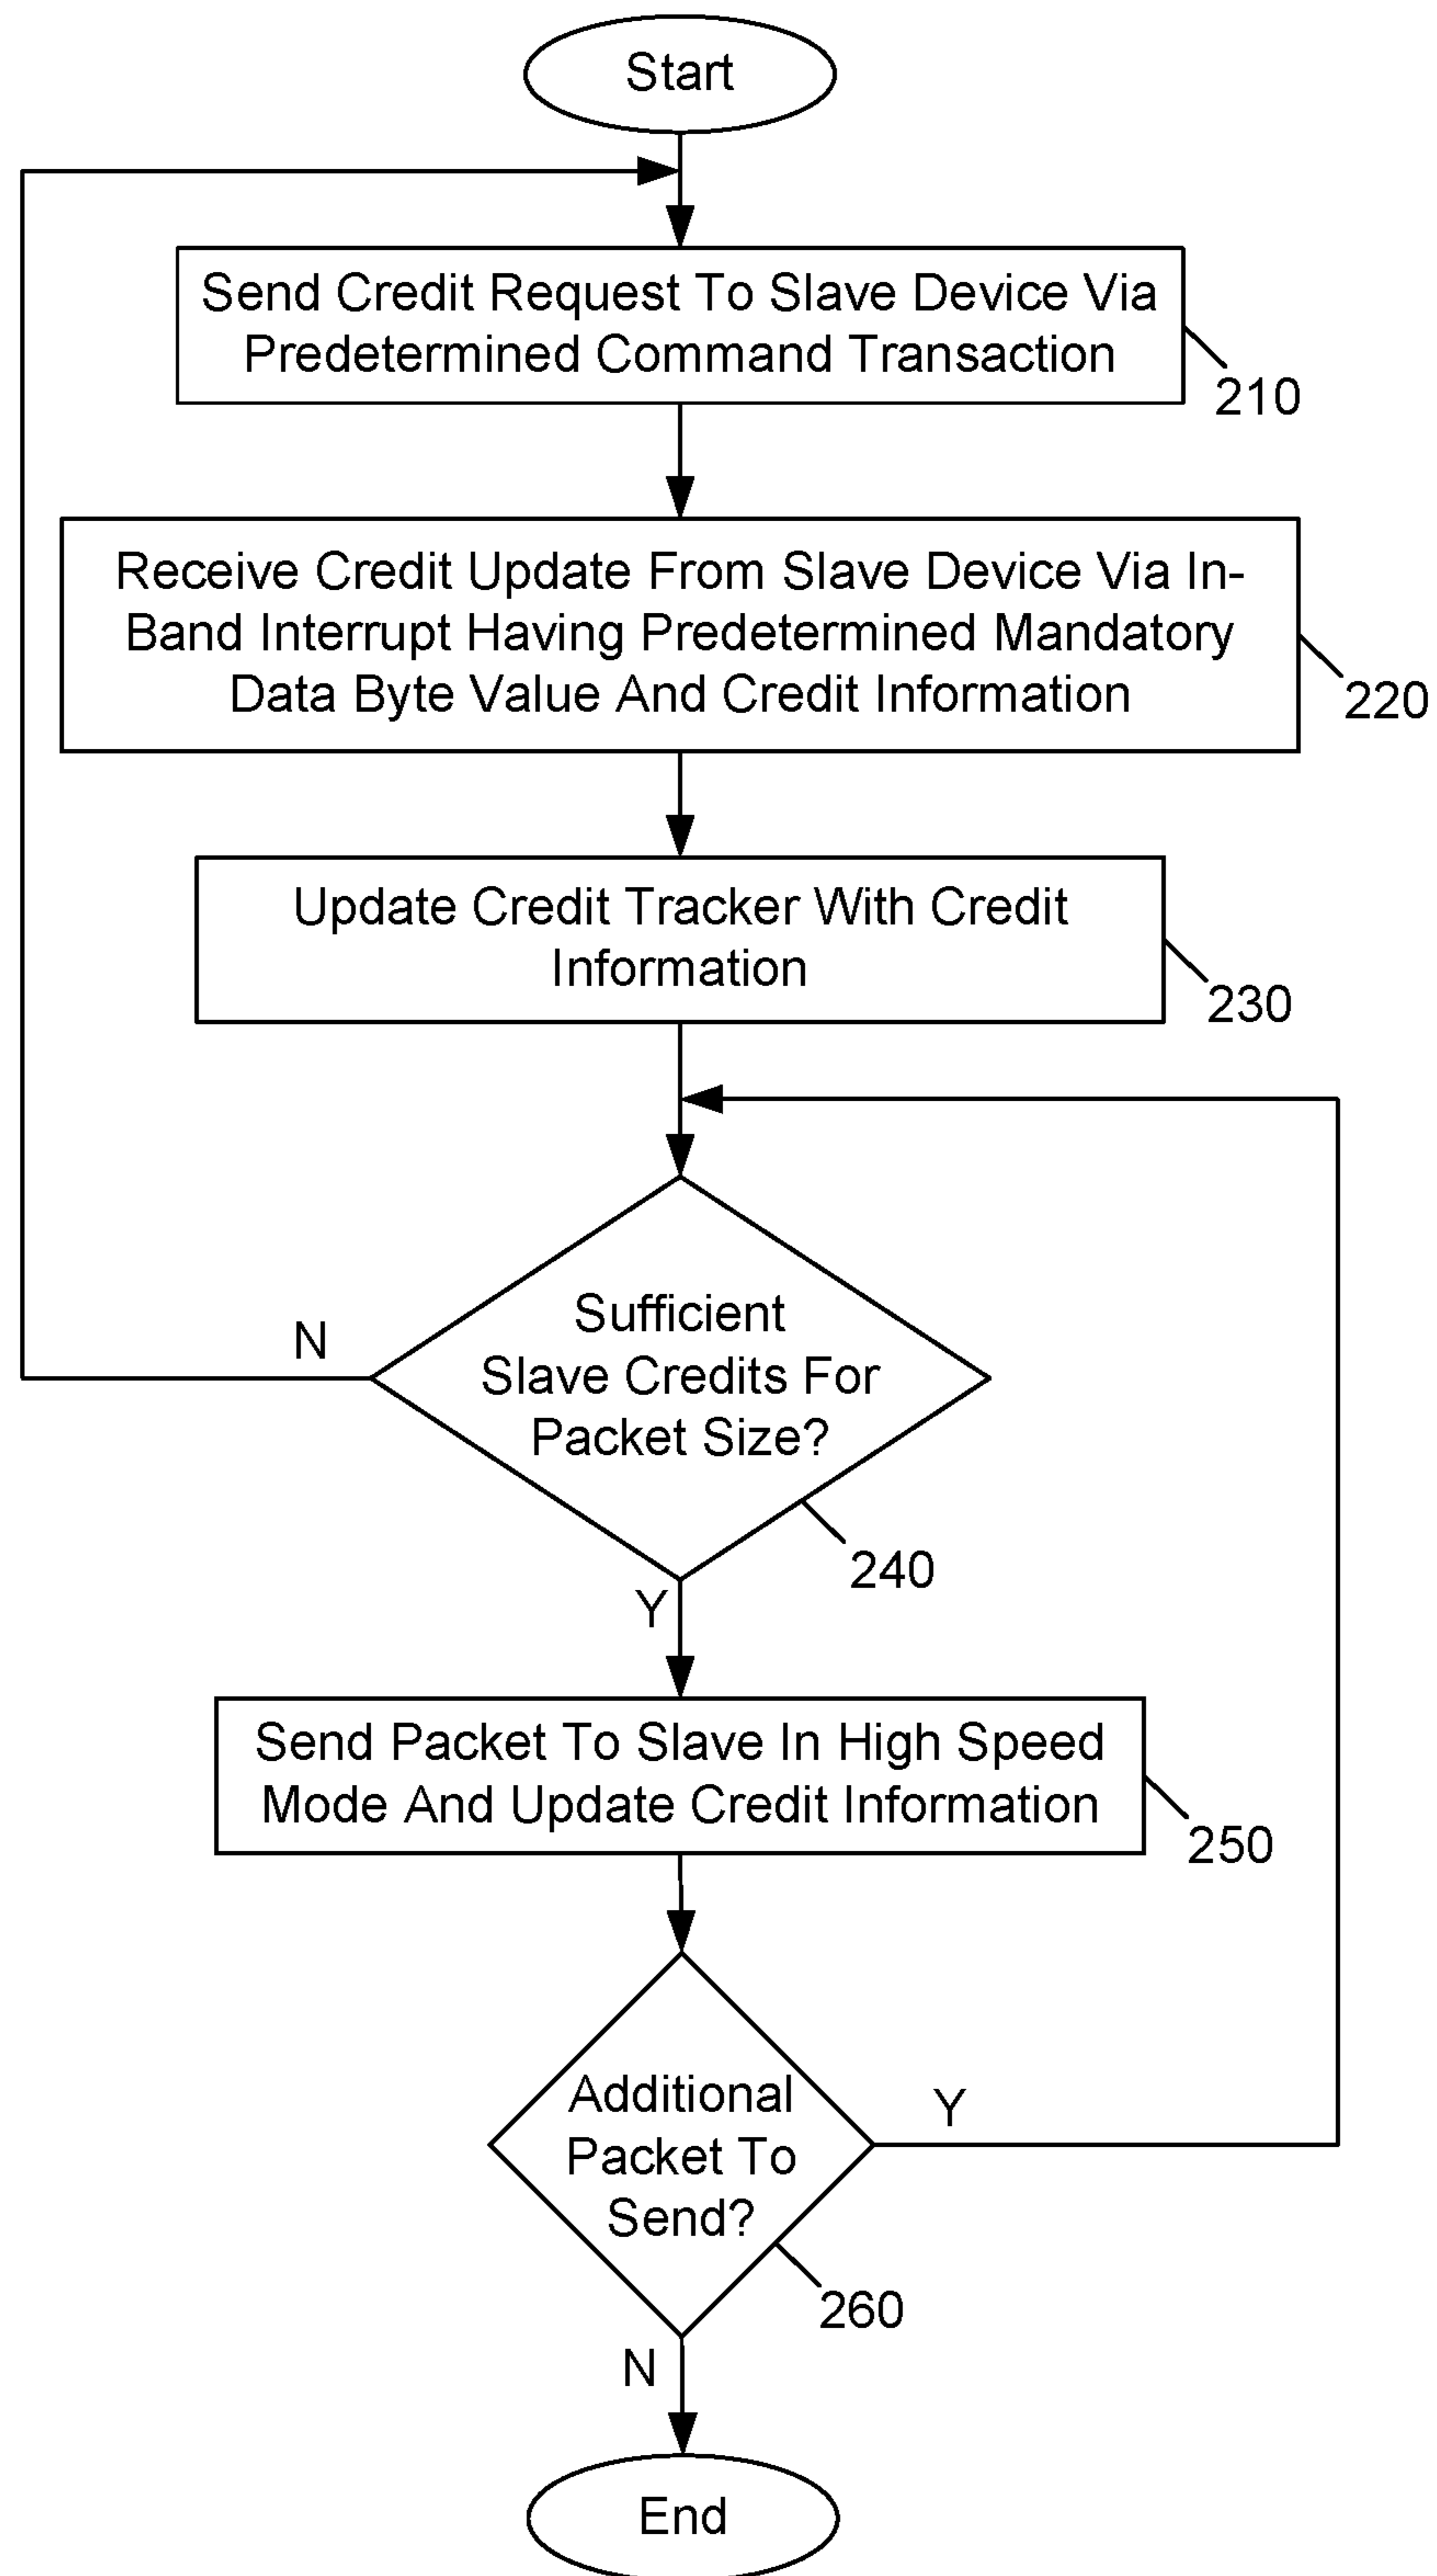 Start
Send Credit Request To Slave Device Via
Predetermined Command Transaction
210
Receive Credit Update From Slave Device Via In-
Band Interrupt Having Predetermined Mandatory
Data Byte Value And Credit Information
220
Update Credit Tracker With Credit
Information
230
Sufficient
Slave Credits For
Packet Size?
N
240
Y
Send Packet To Slave In High Speed
Mode And Update Credit Information
250
Additional
Packet To
Send?
Y
260
N
End